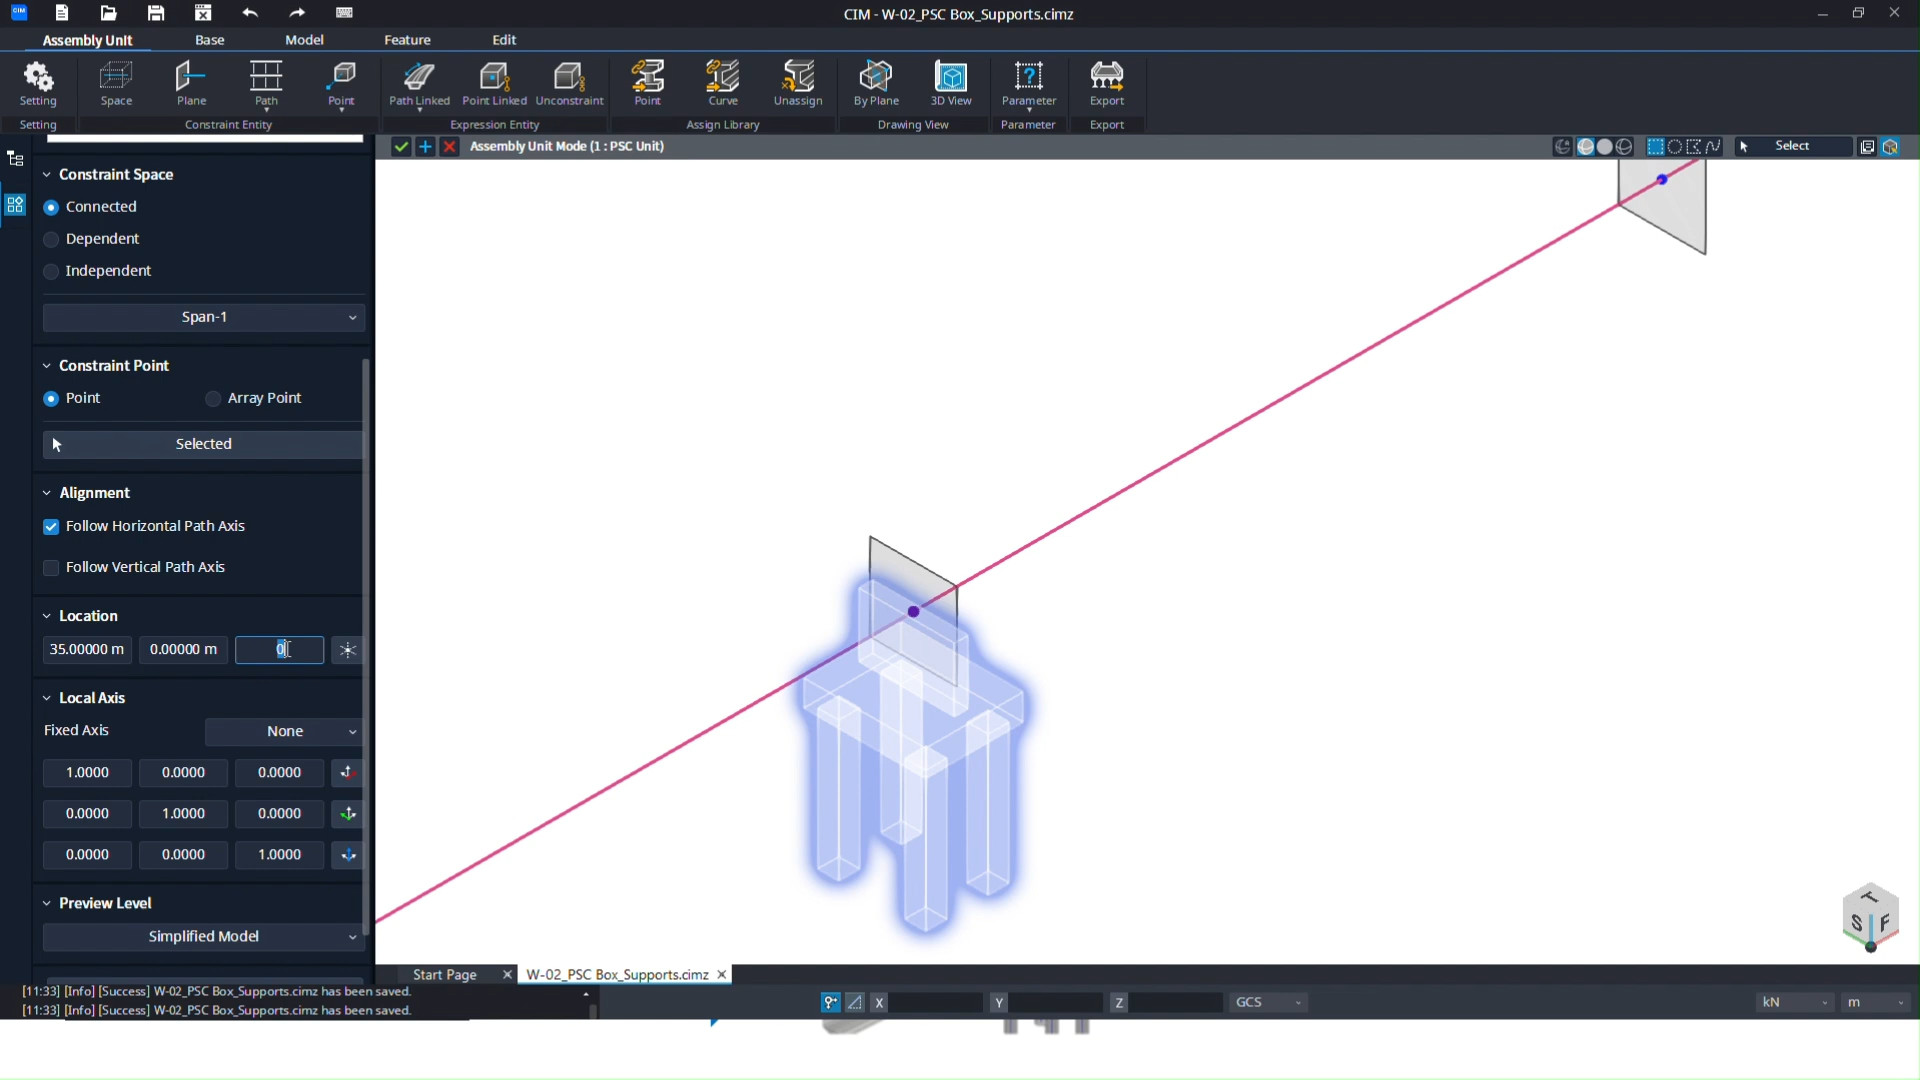 CIM
CIM - W-02_PSC Box_Supports.cimz
Assembly Unit
Base
Model
Feature
Edit
Setting
Space
Plane
Path
Point
Path Linked
Point Linked
Unconstraint
Point
Curve
Unassign
By Plane
3D View
Parameter
Export
Setting
Constraint Entity
Expression Entity
Assign Library
Drawing View
Parameter
Export
Assembly Unit Mode (1 : PSC Unit)
Select
Constraint Space
Connected
Dependent
Independent
Span-1
Constraint Point
Point
Array Point
Selected
Alignment
Follow Horizontal Path Axis
Follow Vertical Path Axis
Location
35.00000 m
0.00000 m
0
Local Axis
Fixed Axis
None
1.0000
0.0000
0.0000
0.0000
1.0000
0.0000
0.0000
0.0000
1.0000
Preview Level
Simplified Model
T
S
F
Start Page
W-02_PSC Box_Supports.cimz
[11:33] [Info] [Success] W-02_PSC Box_Supports.cimz has been saved.
[11:33] [Info] [Success] W-02_PSC Box_Supports.cimz has been saved.
X
Y
Z
GCS
kN
m